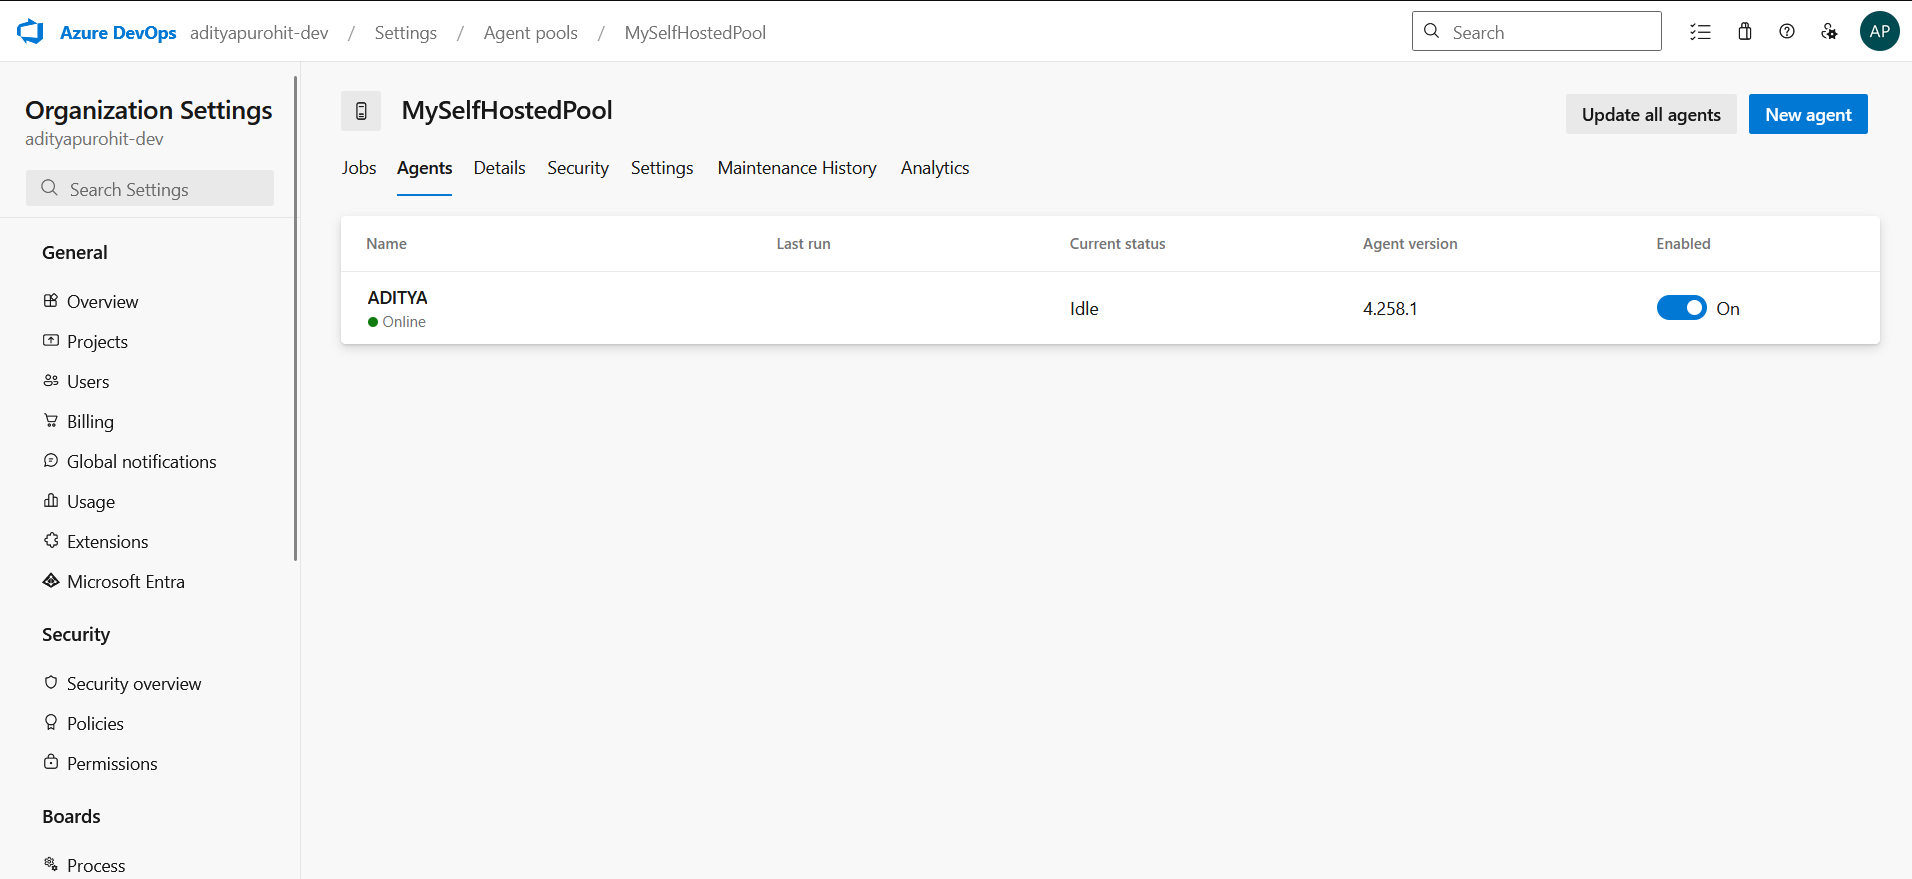 Azure DevOps adityapurohit-dev / Settings / Agent pools / MySelfHostedPool
Search
AP
Organization Settings
adityapurohit-dev
Search Settings
General
Overview
Projects
Users
Billing
Global notifications
Usage
Extensions
Microsoft Entra
Security
Security overview
Policies
Permissions
Boards
Process
MySelfHostedPool
Update all agents
New agent
Jobs Agents Details Security Settings Maintenance History Analytics
Name Last run Current status Agent version Enabled
ADITYA
Online
Idle 4.258.1 On